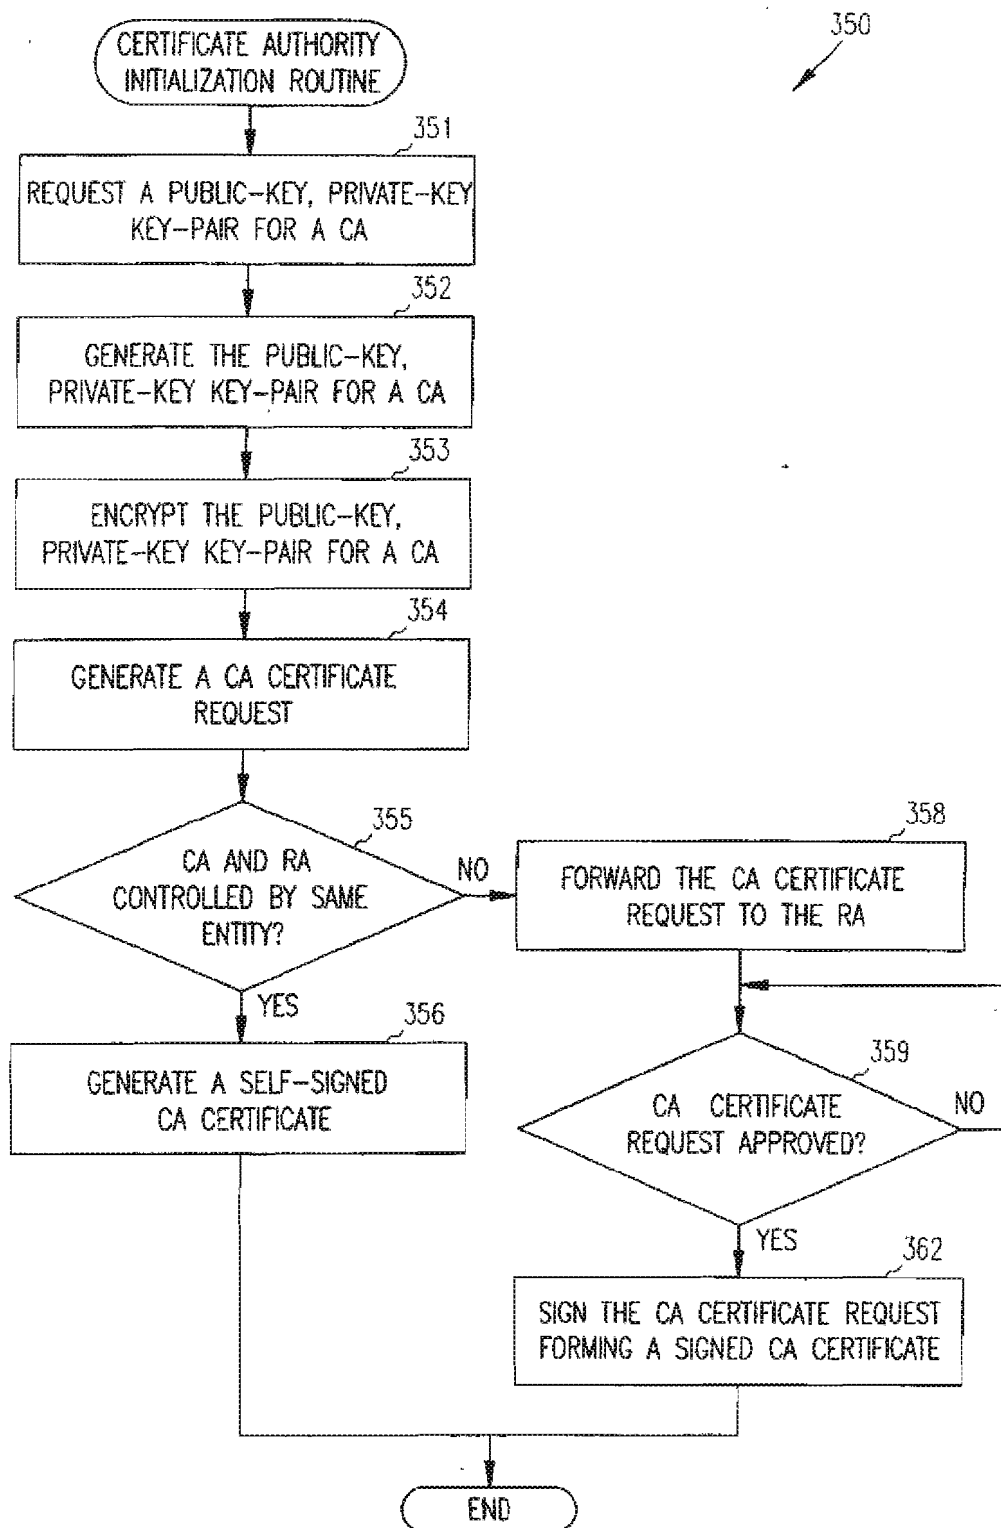 350
CERTIFICATE AUTHORITY
INITIALIZATION ROUTINE
351
REQUEST A PUBLIC-KEY, PRIVATE-KEY
KEY-PAIR FOR A CA
352
GENERATE THE PUBLIC-KEY,
PRIVATE-KEY KEY-PAIR FOR A CA
353
ENCRYPT THE PUBLIC-KEY,
PRIVATE-KEY KEY-PAIR FOR A CA
354
GENERATE A CA CERTIFICATE
REQUEST
355
CA AND RA
CONTROLLED BY SAME
ENTITY?
NO
YES
356
GENERATE A SELF-SIGNED
CA CERTIFICATE
358
FORWARD THE CA CERTIFICATE
REQUEST TO THE RA
359
CA CERTIFICATE
REQUEST APPROVED?
NO
YES
362
SIGN THE CA CERTIFICATE REQUEST
FORMING A SIGNED CA CERTIFICATE
END